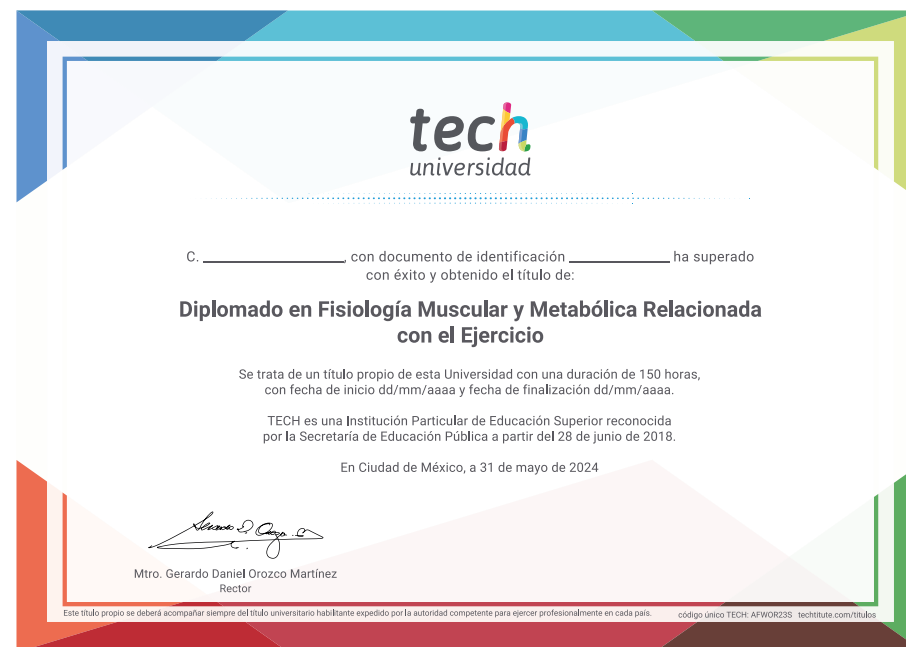 tech
universidad
C. ____________________, con documento de identificación ______________ ha superado
con éxito y obtenido el título de:
Diplomado en Fisiología Muscular y Metabólica Relacionada
con el Ejercicio
Se trata de un título propio de esta Universidad con una duración de 150 horas,
con fecha de inicio dd/mm/aaaa y fecha de finalización dd/mm/aaaa.
TECH es una Institución Particular de Educación Superior reconocida
por la Secretaría de Educación Pública a partir del 28 de junio de 2018.
En Ciudad de México, a 31 de mayo de 2024
Mtro. Gerardo Daniel Orozco Martínez
Rector
Este título propio se deberá acompañar siempre del título universitario habilitante expedido por la autoridad competente para ejercer profesionalmente en cada país. código único TECH: AFWOR23S techtitute.com/titulos